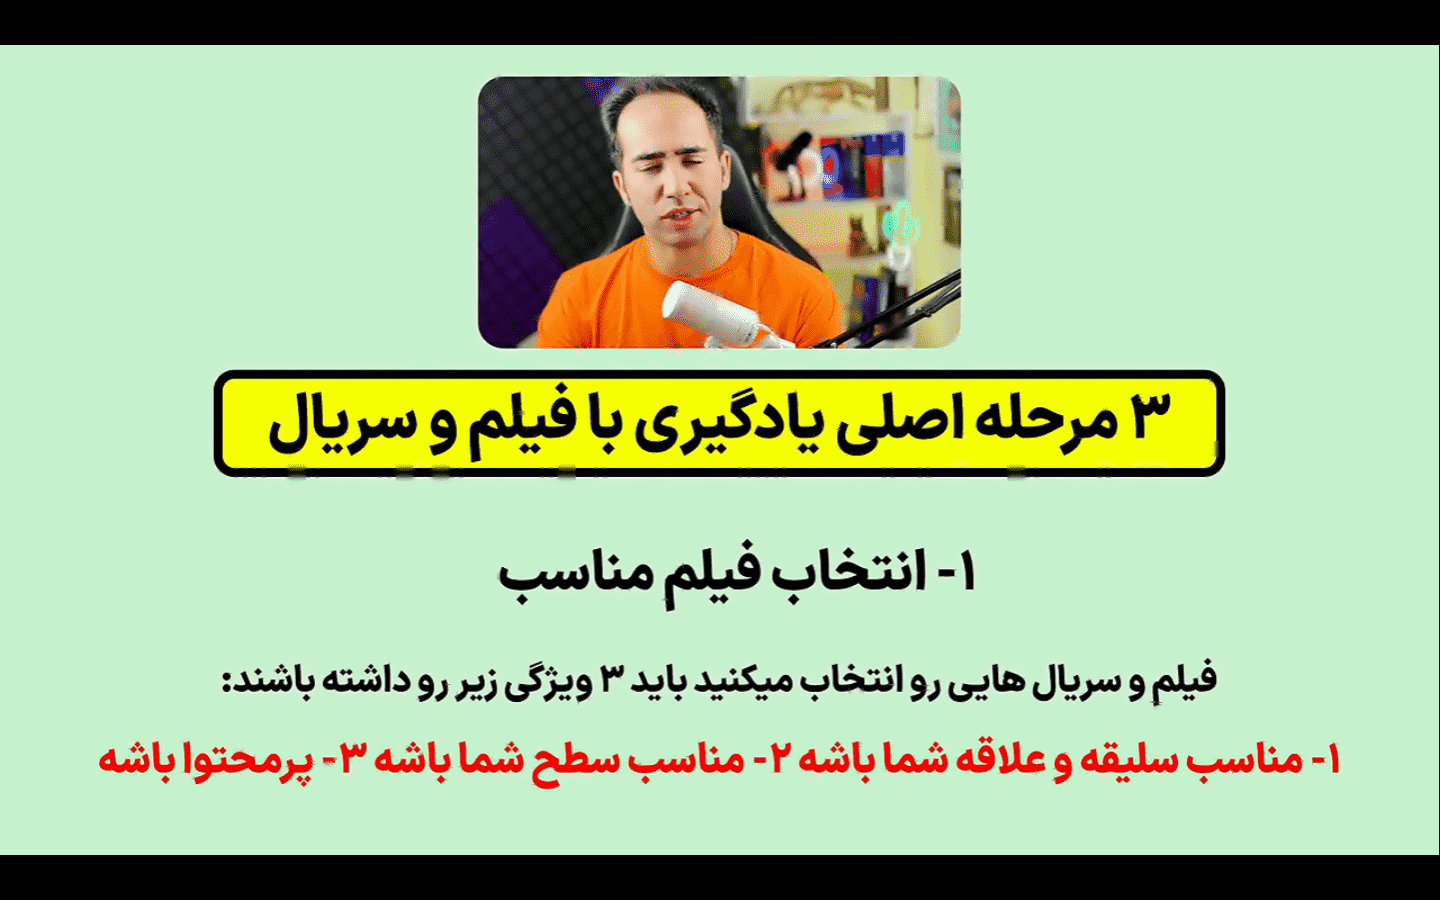 ۳ مرحله اصلی یادگیری با فیلم و سریال
۱- انتخاب فیلم مناسب
فیلم و سریال هایی رو انتخاب میکنید باید ۳ ویژگی زیر رو داشته باشند:
۱- مناسب سلیقه و علاقه شما باشه ۲- مناسب سطح شما باشه ۳- پرمحتوا باشه